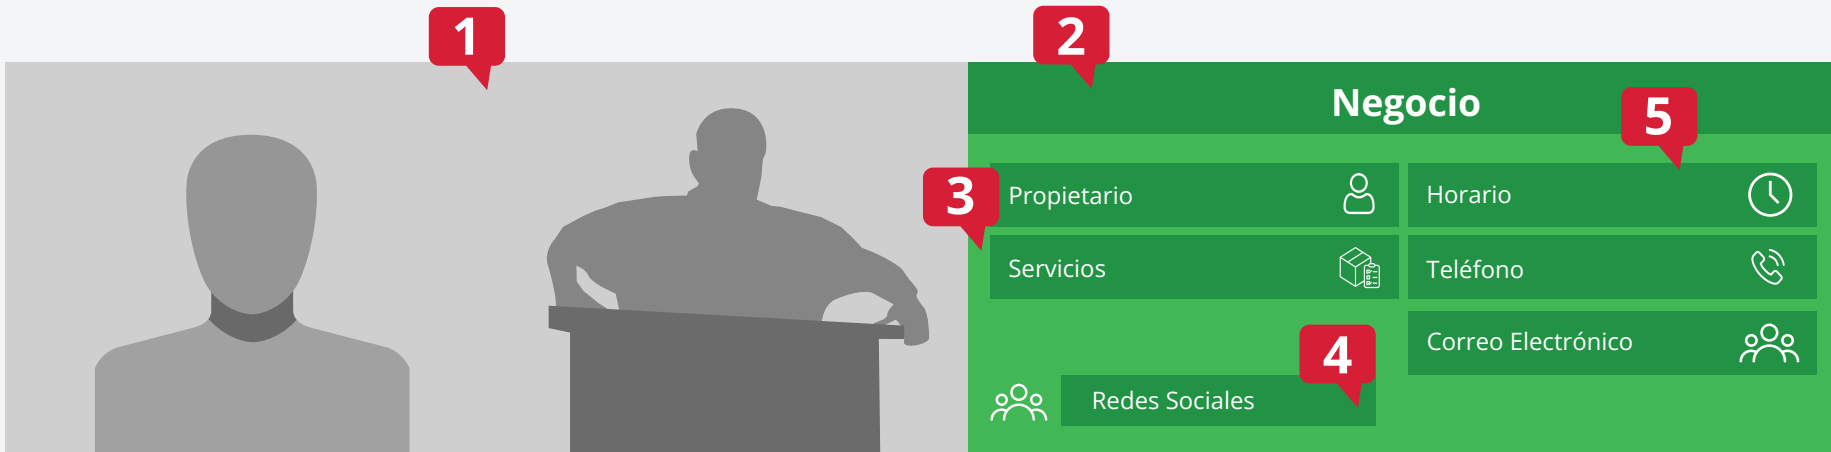 1
2
Negocio
5
3
Propietario
Horario
Servicios
Teléfono
4
Correo Electrónico
Redes Sociales